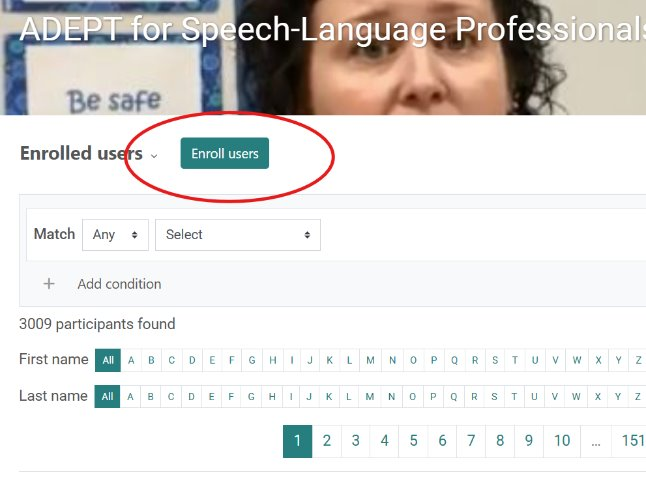 ADEPT for Speech-Language Professionals
Be safe
Enrolled users Enroll users
Match Any Select
+ Add condition
3009 participants found
First name All A B C D E F G H I J K L M N O P Q R S T U V W X Y Z
Last name All A B C D E F G H I J K L M N O P Q R S T U V W X Y Z
1 2 3 4 5 6 7 8 9 10 ... 151